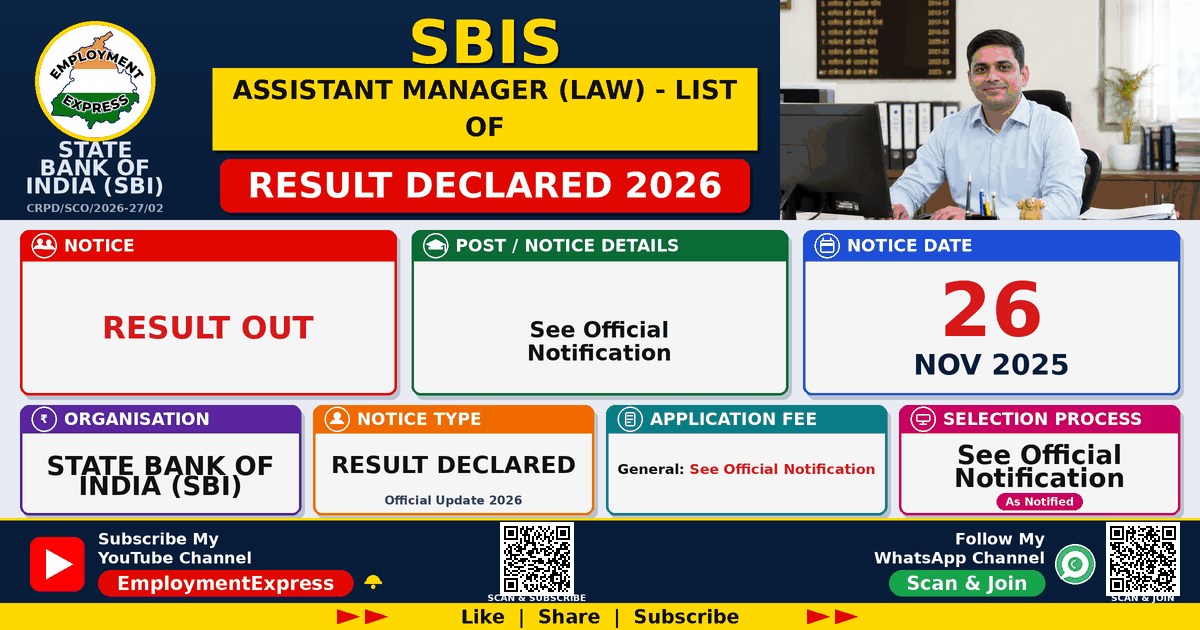 EMPLOYMENT
EXPRESS
STATE
BANK OF
INDIA (SBI)
CRPD/SCO/2026-27/02
SBIS
ASSISTANT MANAGER (LAW) - LIST
OF
RESULT DECLARED 2026
NOTICE
RESULT OUT
POST / NOTICE DETAILS
See Official
Notification
NOTICE DATE
26
NOV 2025
ORGANISATION
STATE BANK OF
INDIA (SBI)
NOTICE TYPE
RESULT DECLARED
Official Update 2026
APPLICATION FEE
General: See Official Notification
SELECTION PROCESS
See Official
Notification
As Notified
Subscribe My
YouTube Channel
EmploymentExpress
SCAN & SUBSCRIBE
Follow My
WhatsApp Channel
Scan & Join
SCAN & JOIN
Like | Share | Subscribe